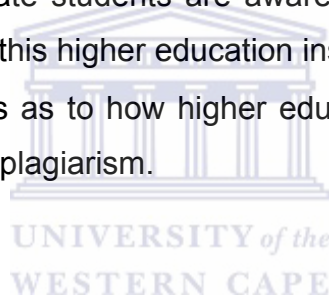 ate students are aware
this higher education ins
s as to how higher edu
plagiarism.
UNIVERSITY of the
WESTERN CAPE